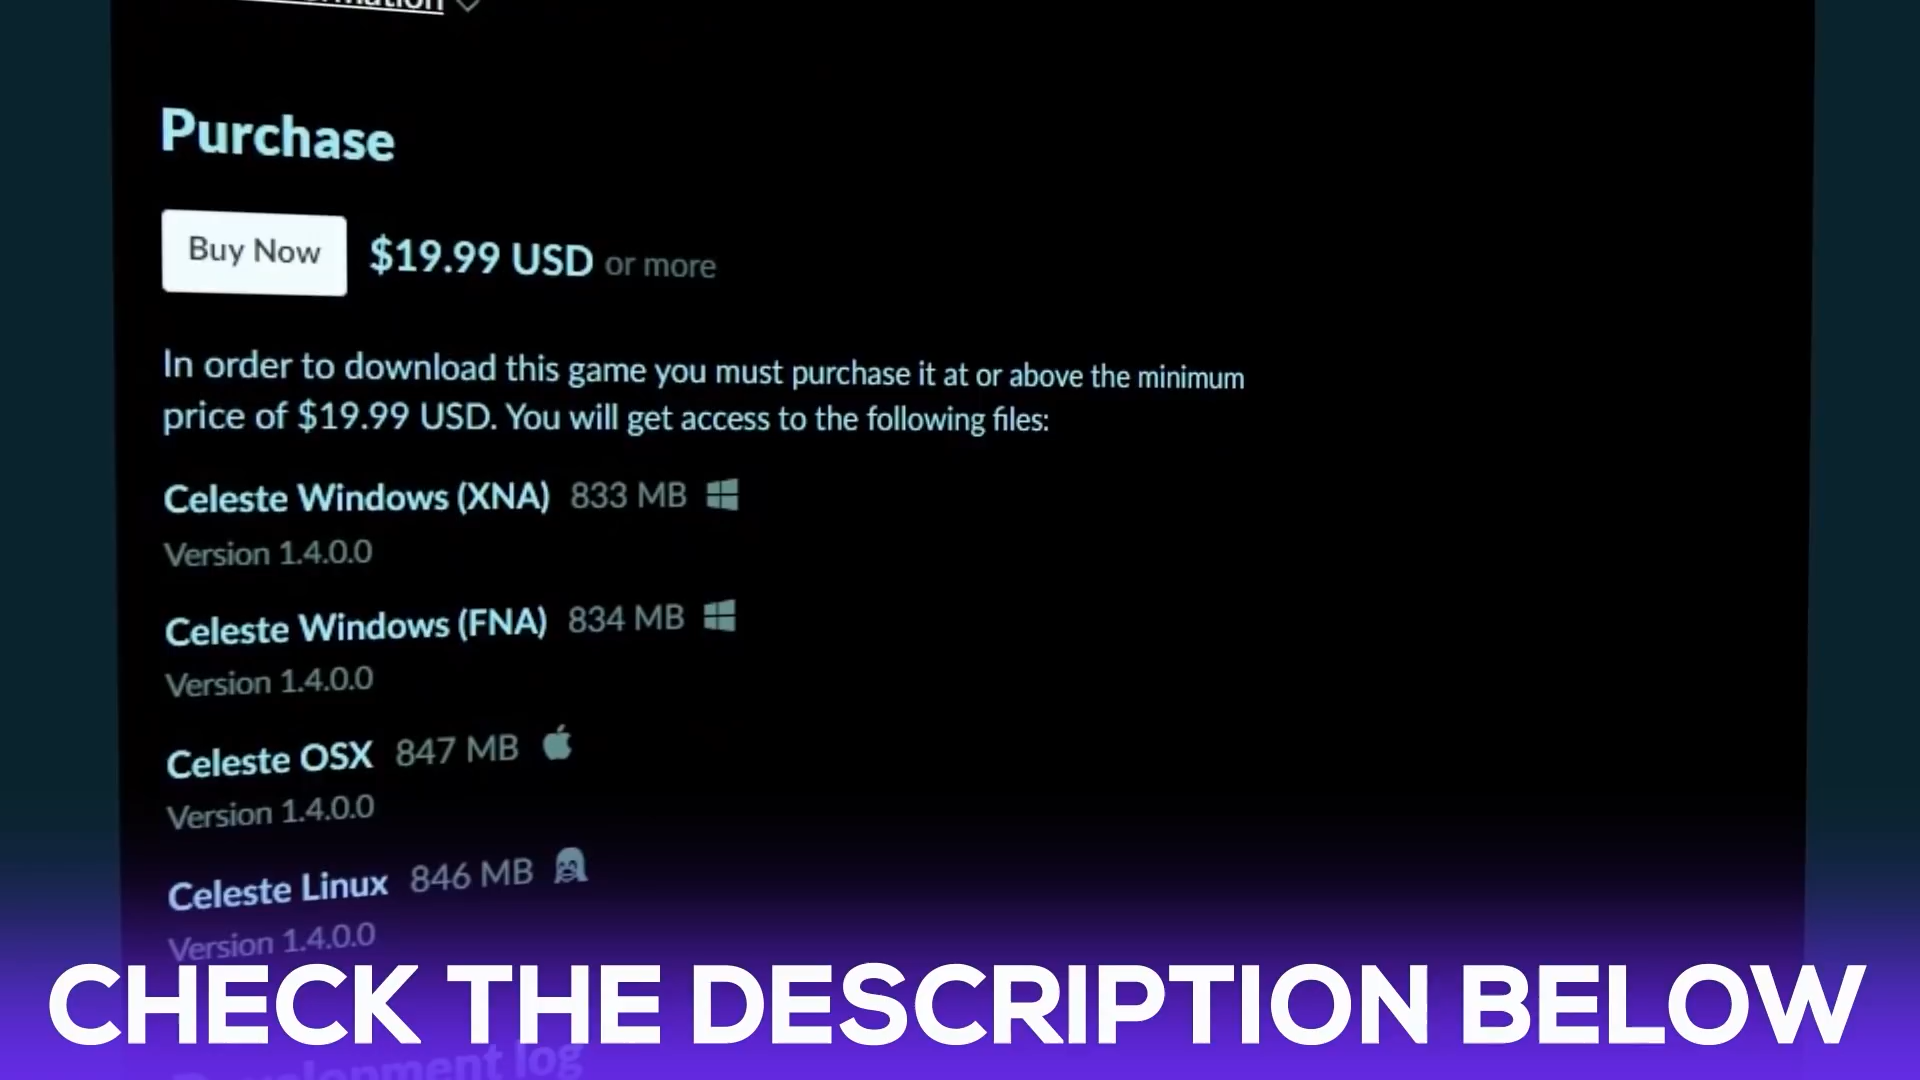 Purchase
Buy Now $19.99 USD or more
In order to download this game you must purchase it at or above the minimum
price of $19.99 USD. You will get access to the following files:
Celeste Windows (XNA) 833 MB
Version 1.4.0.0
Celeste Windows (FNA) 834 MB
Version 1.4.0.0
Celeste OSX 847 MB
Version 1.4.0.0
Celeste Linux 846 MB
Version 1.4.0.0
CHECK THE DESCRIPTION BELOW
Development log